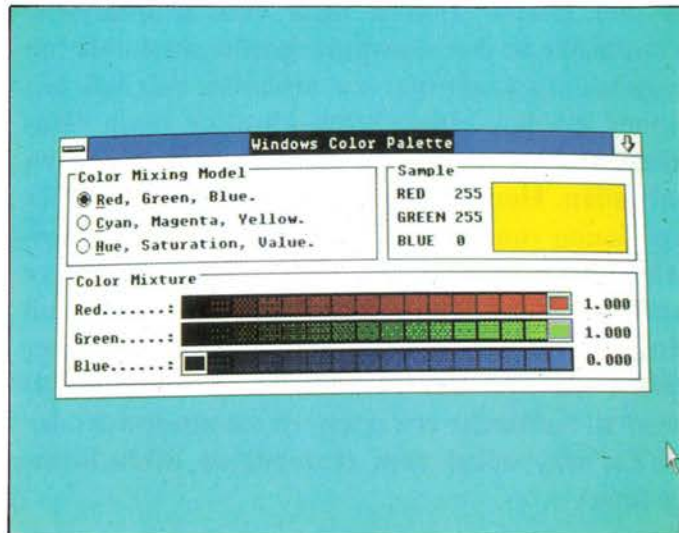 Windows Color Palette
Color Mixing Model
Red, Green, Blue.
Cyan, Magenta, Yellow.
Hue, Saturation, Value.
Sample
RED 255
GREEN 255
BLUE 0
Color Mixture
Red.......: 1.000
Green.....: 1.000
Blue......: 0.000